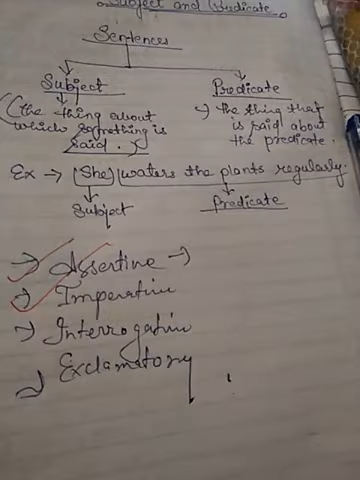 Subject and Predicate.
Sentences
Subject
Predicate
(the thing about
which something is
said.)
→ the thing that
is said about
the predicate.
Ex → She waters the plants regularly.
Subject
Predicate
→ Assertive →
→ Imperative
→ Interrogative
→ Exclamatory